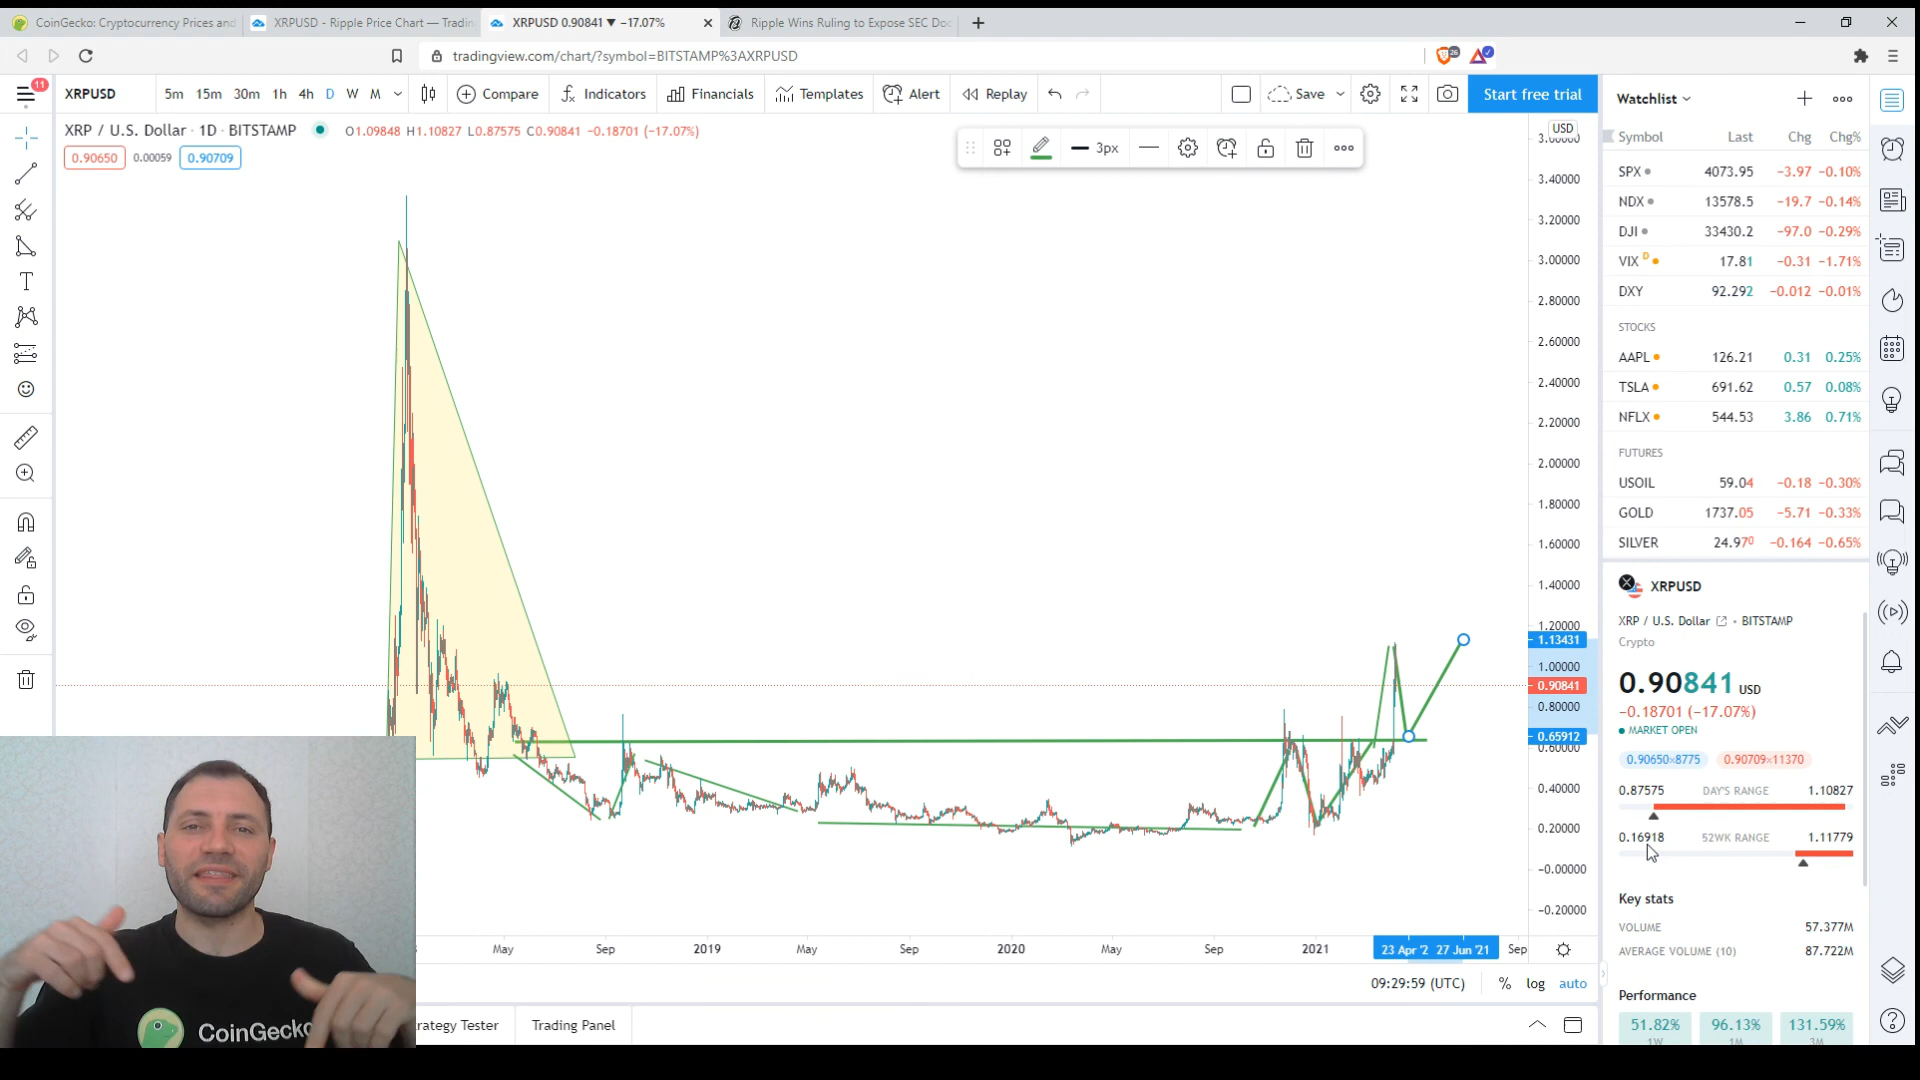 CoinGecko: Cryptocurrency Prices and
XRPUSD - Ripple Price Chart — Tradin
XRPUSD 0.90841 ▼ −17.07%
Ripple Wins Ruling to Expose SEC Doc
tradingview.com/chart/?symbol=BITSTAMP%3AXRPUSD
26
11
XRPUSD
5m 15m 30m 1h 4h D W M
Compare
Indicators
Financials
Templates
Alert
Replay
Save
Start free trial
XRP / U.S. Dollar · 1D · BITSTAMP
O1.09848 H1.10827 L0.87575 C0.90841 −0.18701 (−17.07%)
0.90650 0.00059 0.90709
3px
USD
3.40000
3.20000
3.00000
2.80000
2.60000
2.40000
2.20000
2.00000
1.80000
1.60000
1.40000
1.20000
1.13431
1.00000
0.90841
0.80000
0.65912
0.60000
0.40000
0.20000
-0.00000
-0.20000
May Sep 2019 May Sep 2020 May Sep 2021 23 Apr '2 27 Jun '21 Sep
09:29:59 (UTC) % log auto
rategy Tester
Trading Panel
CoinGecko
Watchlist
Symbol Last Chg Chg%
SPX 4073.95 −3.97 −0.10%
NDX 13578.5 −19.7 −0.14%
DJI 33430.2 −97.0 −0.29%
VIX D 17.81 −0.31 −1.71%
DXY 92.292 −0.012 −0.01%
STOCKS
AAPL 126.21 0.31 0.25%
TSLA 691.62 0.57 0.08%
NFLX 544.53 3.86 0.71%
FUTURES
USOIL 59.04 −0.18 −0.30%
GOLD 1737.05 −5.71 −0.33%
SILVER 24.970 −0.164 −0.65%
XRPUSD
XRP / U.S. Dollar • BITSTAMP
Crypto
0.90841 USD
−0.18701 (−17.07%)
MARKET OPEN
0.90650×8775 0.90709×11370
0.87575 DAY'S RANGE 1.10827
0.16918 52WK RANGE 1.11779
Key stats
VOLUME 57.377M
AVERAGE VOLUME (10) 87.722M
Performance
51.82% 96.13% 131.59%
1W 1M 3M